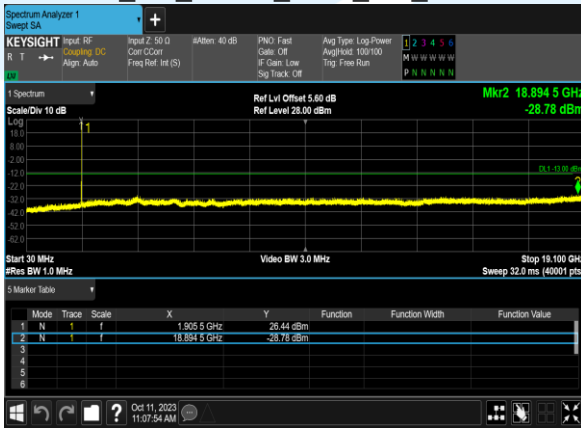 Spectrum Analyzer 1
Swept SA
+
KEYSIGHT Input: RF Input Z: 50 Ω #Atten: 40 dB PNO: Fast Avg Type: Log-Power 1 2 3 4 5 6
R T Coupling: DC Corr CCorr Gate: Off Avg|Hold: 100/100 M W W W W W
Align: Auto Freq Ref: Int (S) IF Gain: Low Trig: Free Run
LXI Sig Track: Off P N N N N N
1 Spectrum Ref Lvl Offset 5.60 dB Mkr2 18.894 5 GHz
Scale/Div 10 dB Ref Level 28.00 dBm -28.78 dBm
Log
18.0 1
8.00
-2.00
-12.0 DL1 -13.00 dBm
-22.0 2
-32.0
-42.0
-52.0
-62.0
Start 30 MHz Video BW 3.0 MHz Stop 19.100 GHz
#Res BW 1.0 MHz Sweep 32.0 ms (40001 pts)
5 Marker Table
Mode Trace Scale X Y Function Function Width Function Value
1 N 1 f 1.905 5 GHz 26.44 dBm
2 N 1 f 18.894 5 GHz -28.78 dBm
3
4
5
6
? Oct 11, 2023
11:07:54 AM